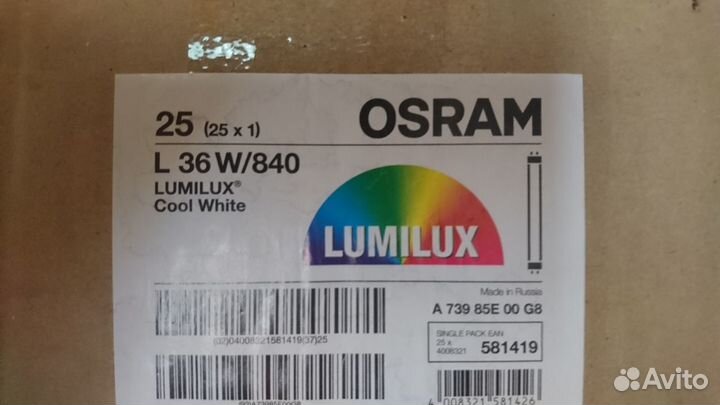 25 (25 x 1)
OSRAM
L 36 W/840
LUMILUX®
Cool White
LUMILUX
Made in Russia
A 739 85E 00 G8
(02)04008321581419(37)25
SINGLE PACK EAN
25 x
4008321 581419
4 008321 581426
Avito